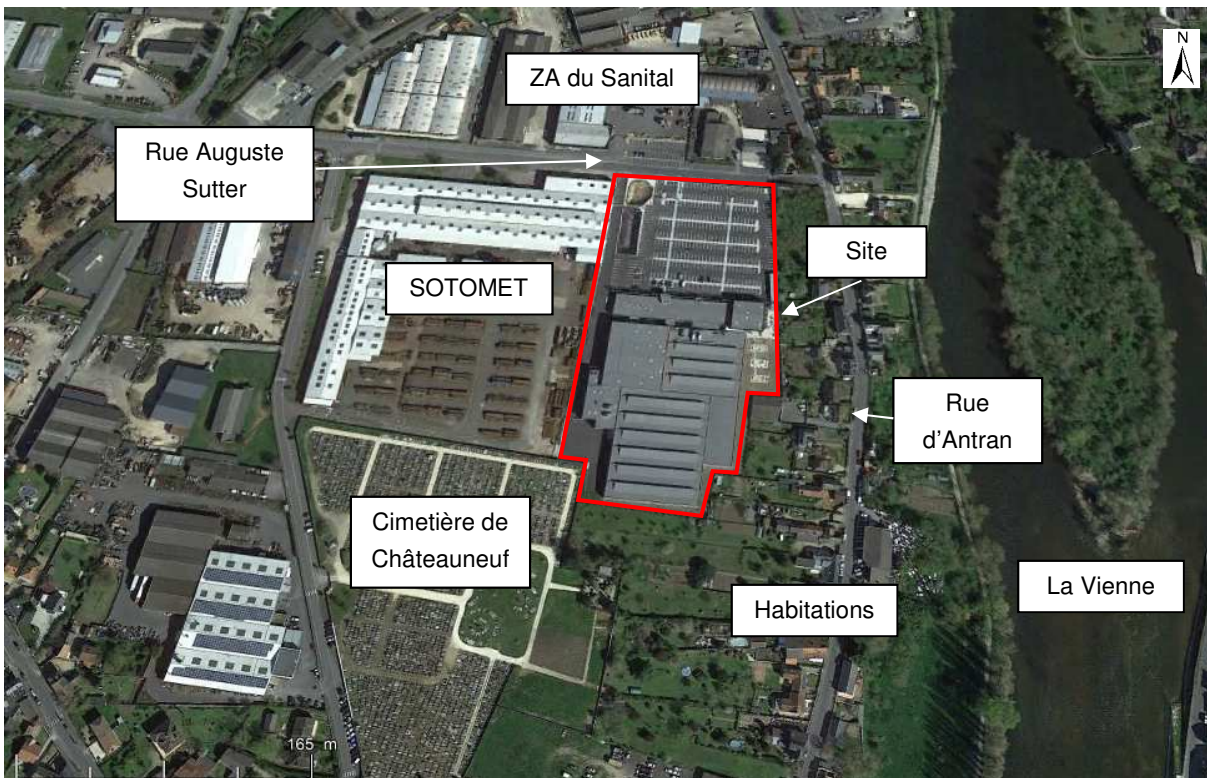 N
ZA du Sanital
Rue Auguste
Sutter
Site
SOTOMET
Rue
d'Antran
Cimetière de
Châteauneuf
La Vienne
Habitations
165 m